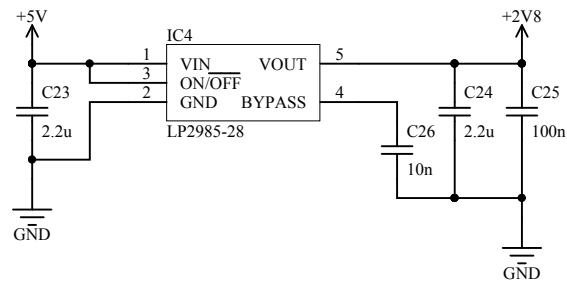 +5V
+2V8
IC4
1
VIN
VOUT
5
3
ON/OFF
2
GND
BYPASS
4
LP2985-28
C23
2.2u
C24
2.2u
C25
100n
C26
10n
GND
GND